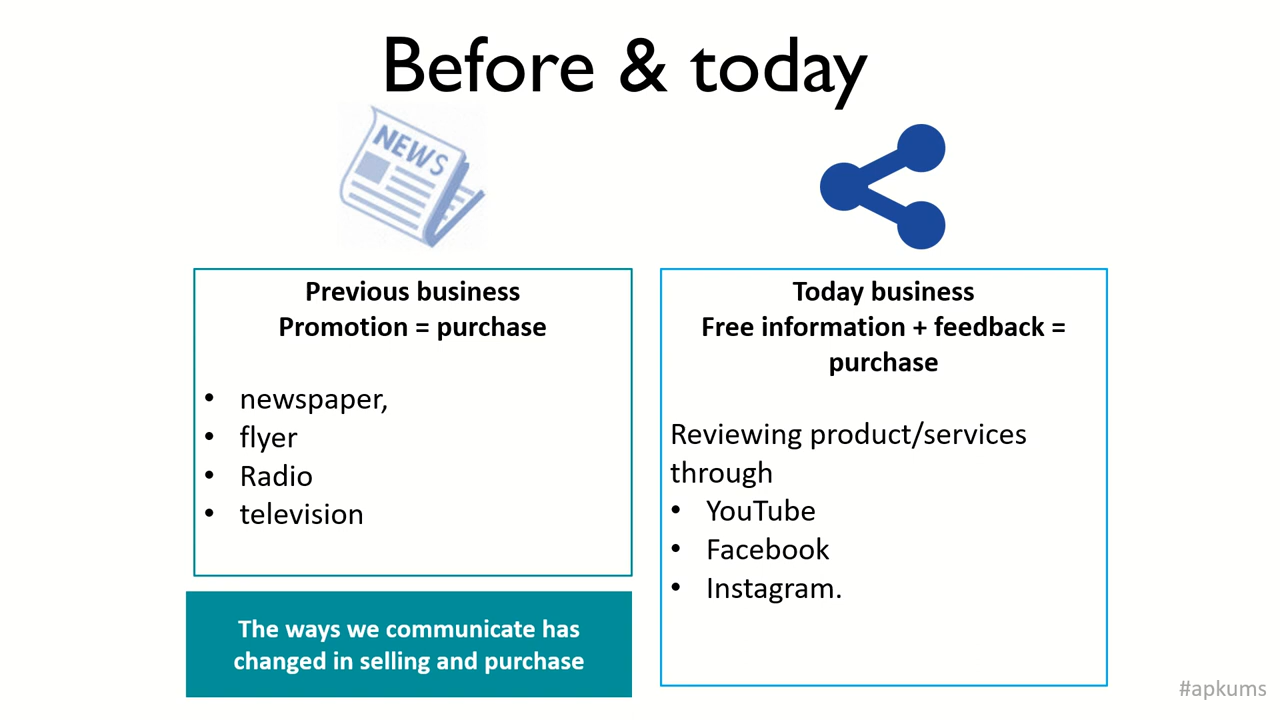 Before & today
NEWS
Previous business
Promotion = purchase
• newspaper,
• flyer
• Radio
• television
The ways we communicate has
changed in selling and purchase
Today business
Free information + feedback =
purchase
Reviewing product/services
through
• YouTube
• Facebook
• Instagram.
#apkums